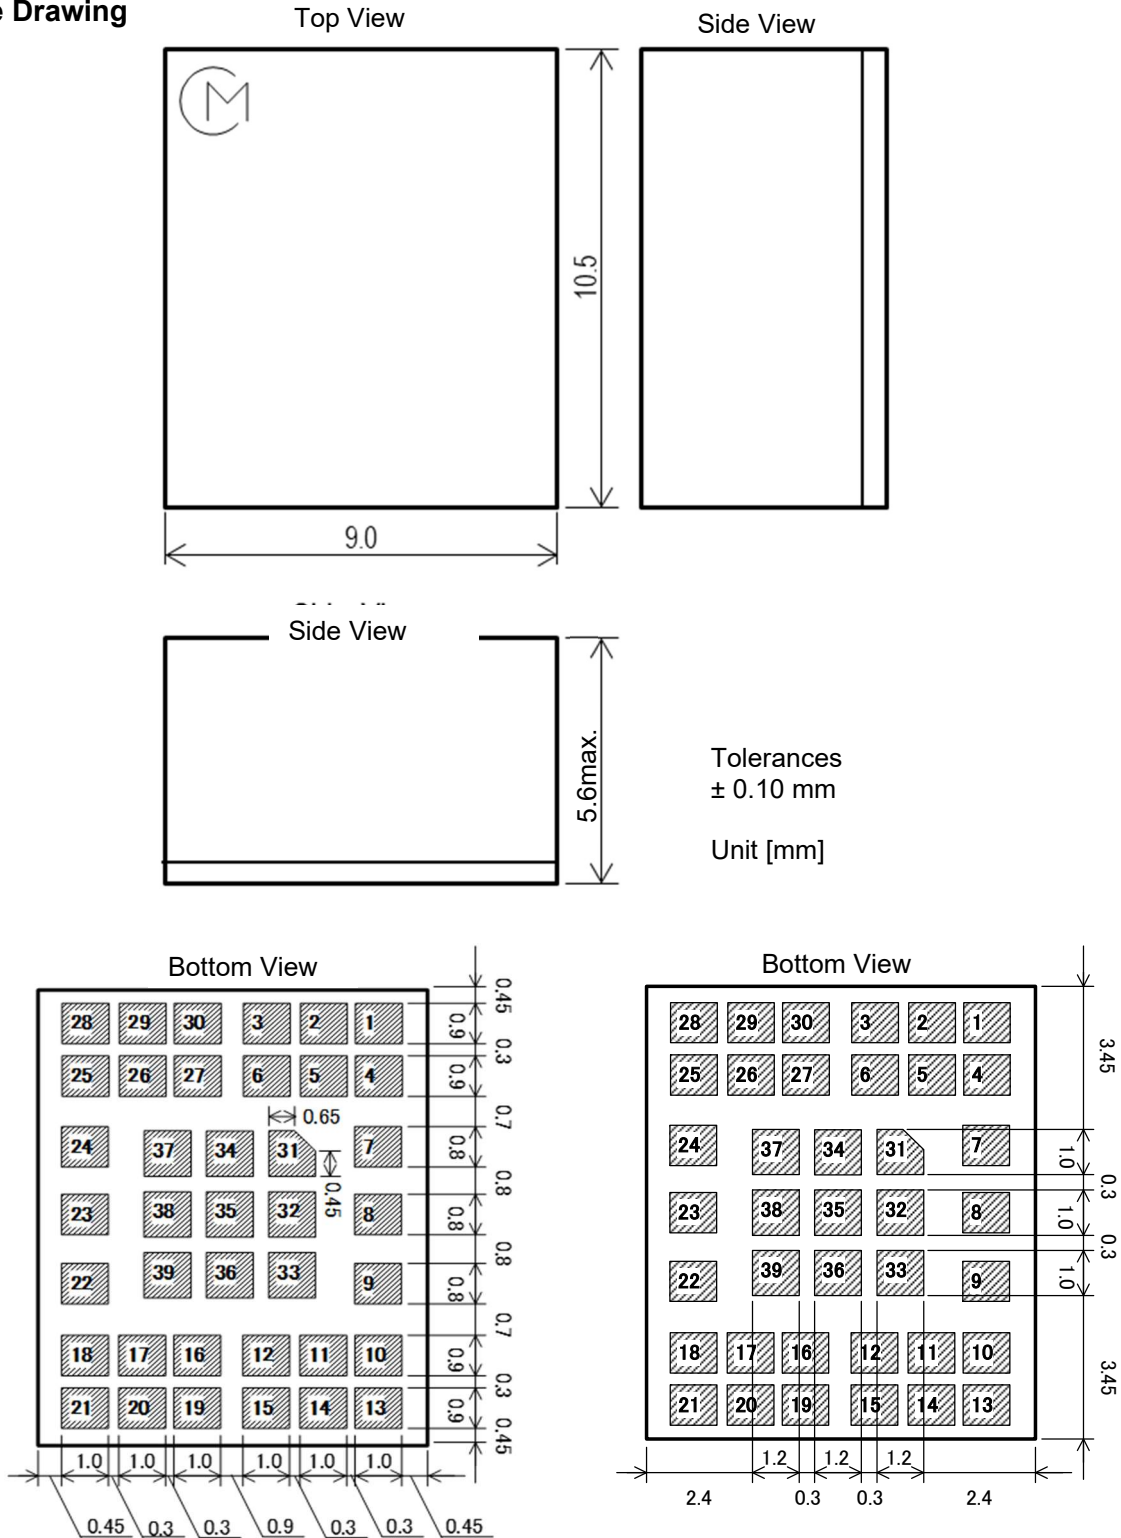 Drawing
Top View
Side View
10.5
9.0
Side View
5.6max.
Tolerances
± 0.10 mm
Unit [mm]
Bottom View
28 29 30 3 2 1
25 26 27 6 5 4
0.65
24 37 34 31 7
0.45
23 38 35 32 8
22 39 36 33 9
18 17 16 12 11 10
21 20 19 15 14 13
0.45
0.9
0.3
0.9
0.7
0.8
0.8
0.8
0.8
0.8
0.7
0.9
0.3
0.9
0.45
1.0 1.0 1.0 1.0 1.0 1.0
0.45 0.3 0.3 0.9 0.3 0.3 0.45
Bottom View
28 29 30 3 2 1
25 26 27 6 5 4
24 37 34 31 7
23 38 35 32 8
22 39 36 33 9
18 17 16 12 11 10
21 20 19 15 14 13
3.45
1.0
0.3
1.0
0.3
1.0
3.45
1.2 1.2 1.2
2.4 0.3 0.3 2.4